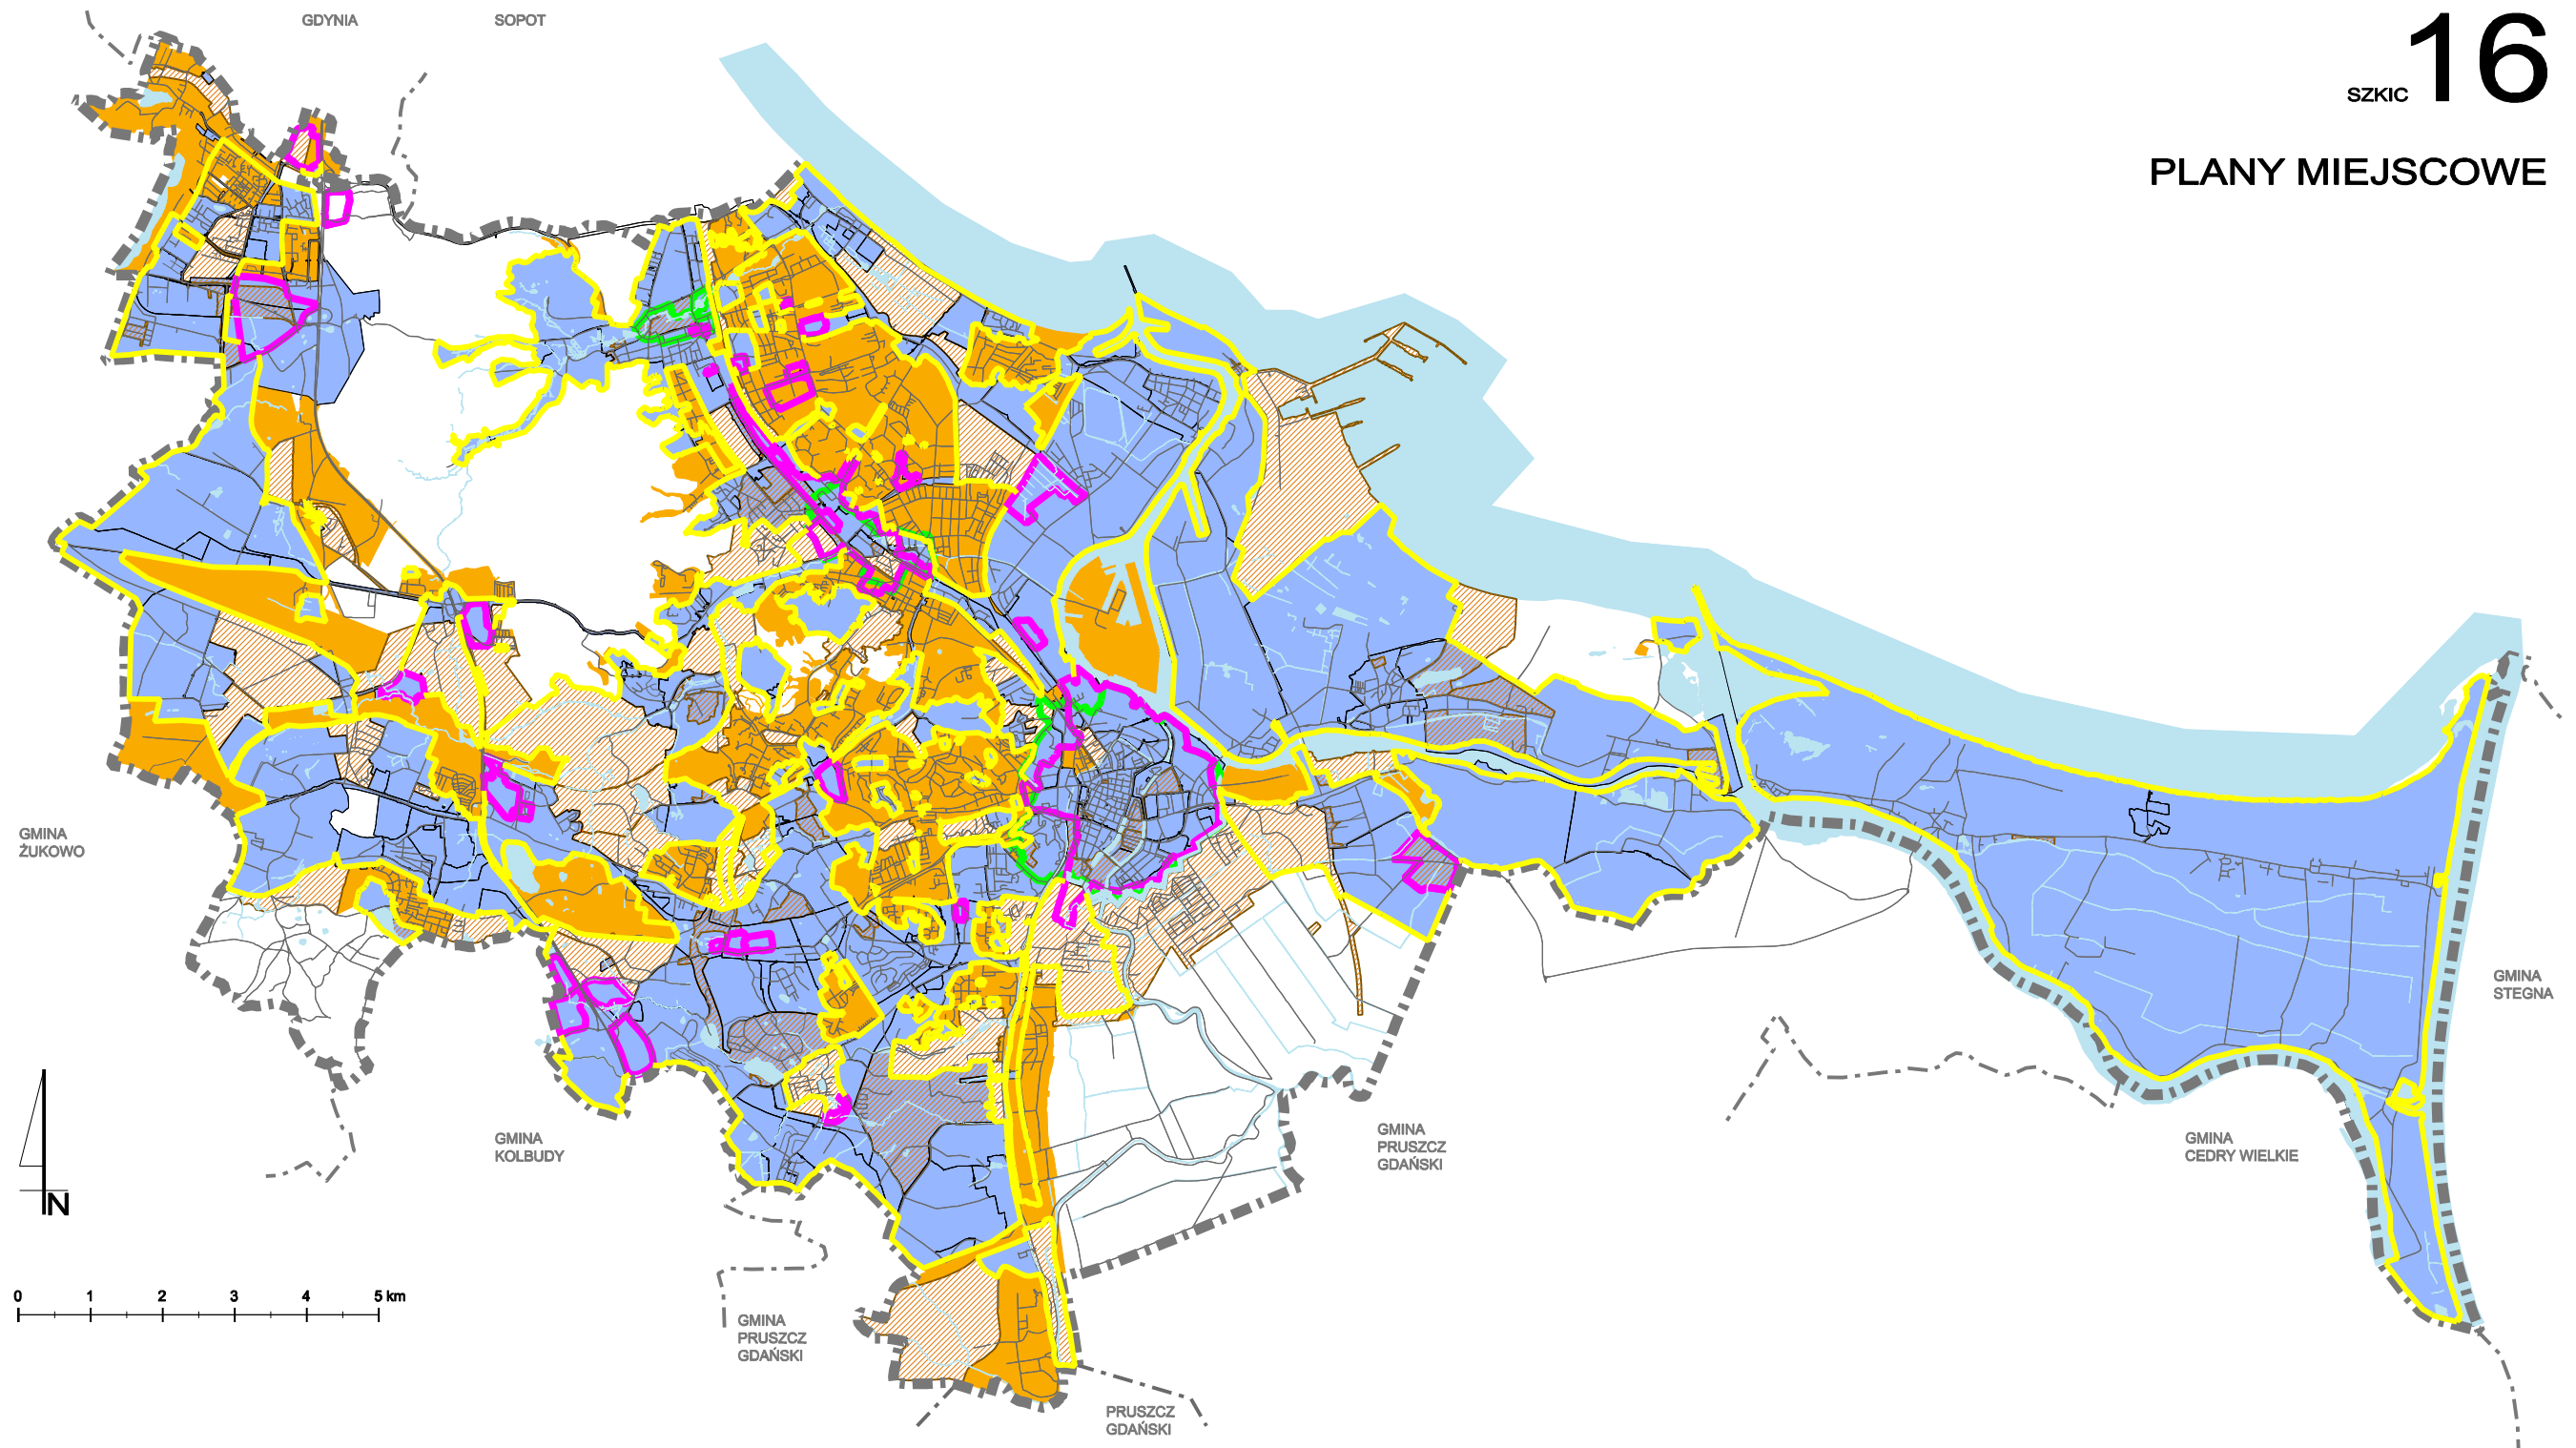 GDYNIA
SOPOT
SZKIC 16
PLANY MIEJSCOWE
GMINA
ŻUKOWO
GMINA
STEGNA
GMINA
KOLBUDY
GMINA
PRUSZCZ
GDAŃSKI
GMINA
CEDRY WIELKIE
N
0 1 2 3 4 5 km
GMINA
PRUSZCZ
GDAŃSKI
PRUSZCZ
GDAŃSKI